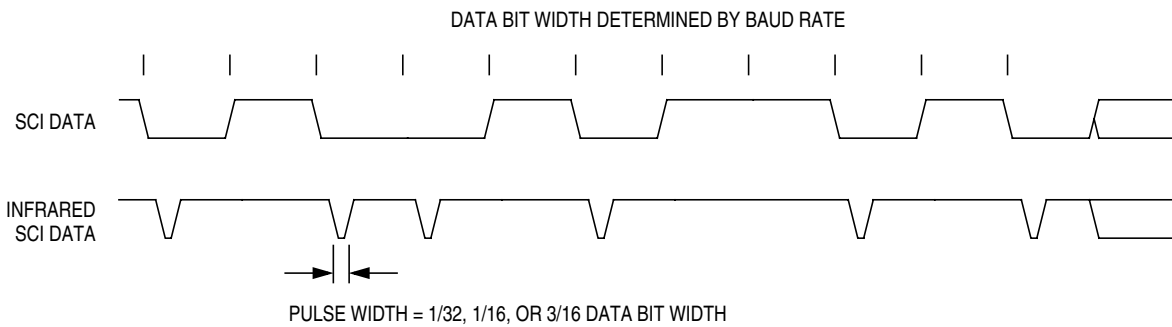 DATA BIT WIDTH DETERMINED BY BAUD RATE
SCI DATA
INFRARED
SCI DATA
PULSE WIDTH = 1/32, 1/16, OR 3/16 DATA BIT WIDTH